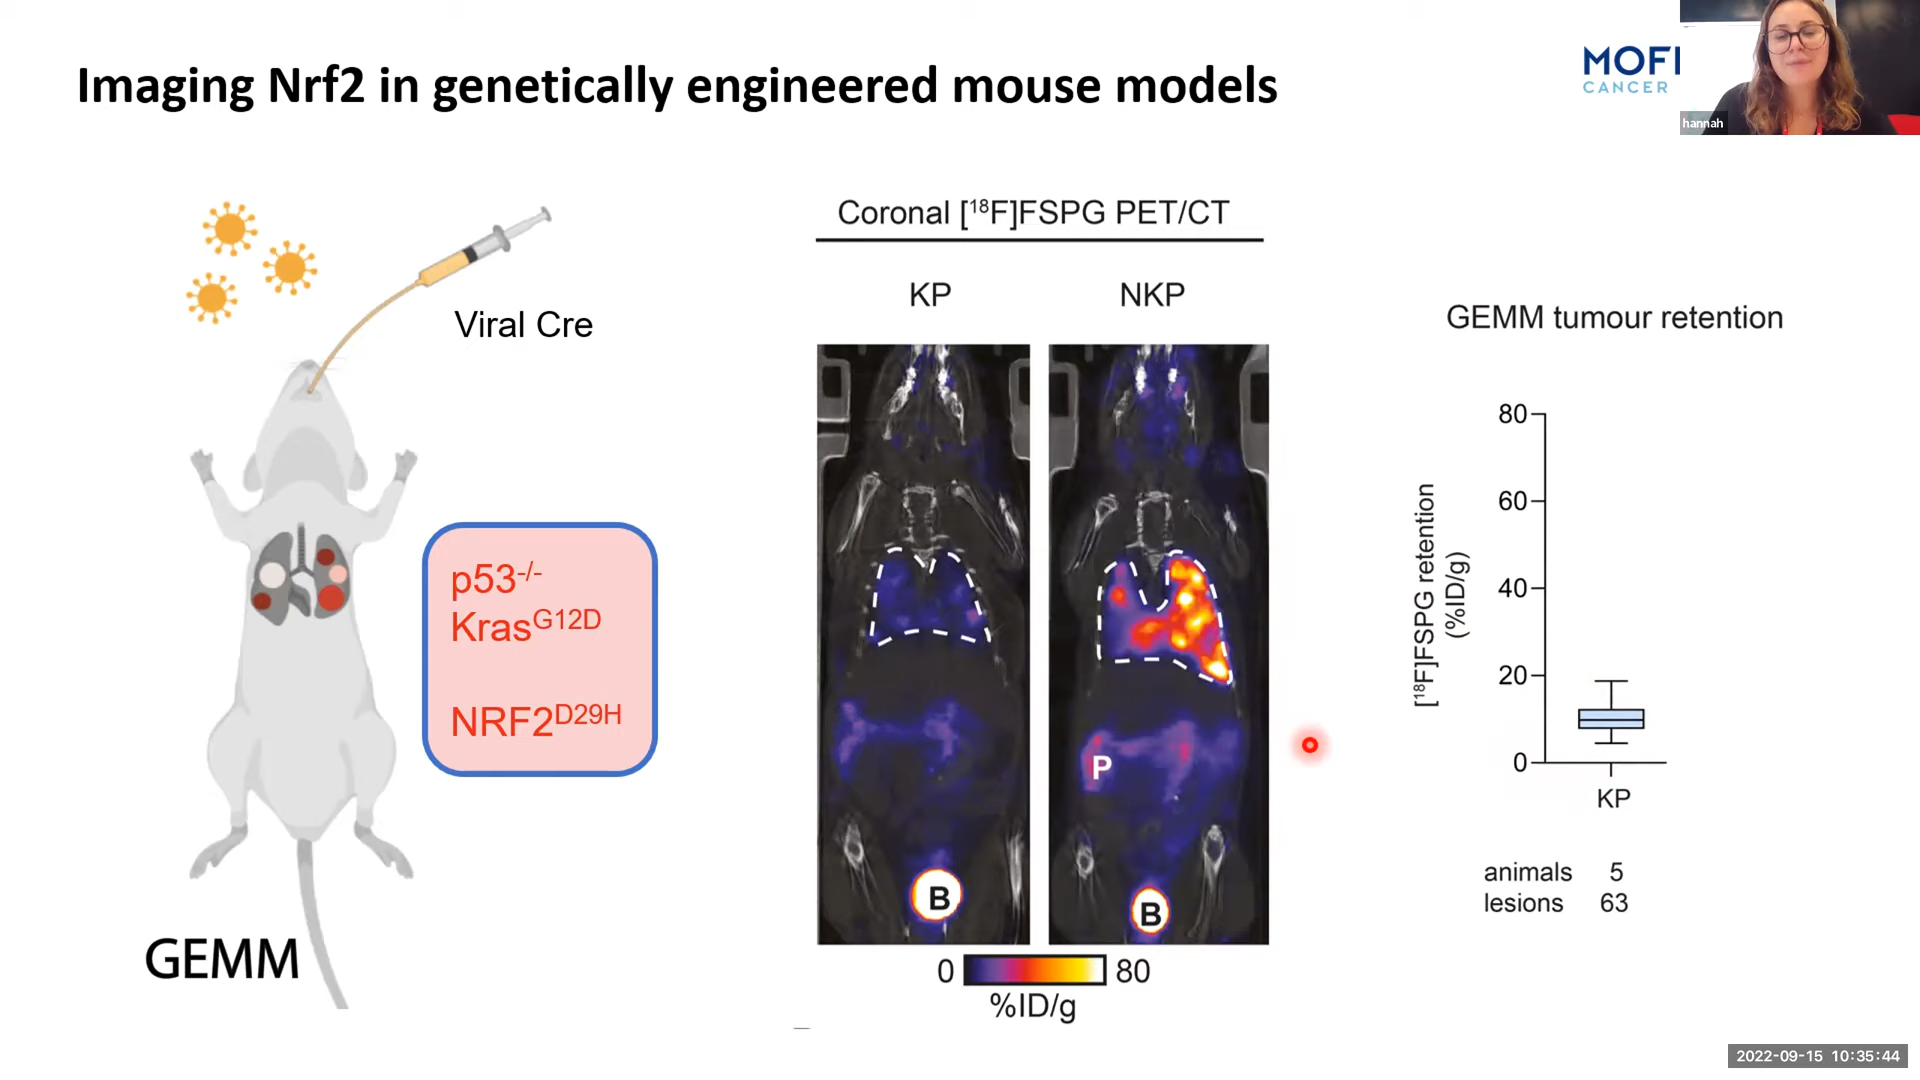 Imaging Nrf2 in genetically engineered mouse models
MOFI
CANCER
hannah
Viral Cre
p53-/-
KrasG12D
NRF2D29H
GEMM
Coronal [18F]FSPG PET/CT
KP
NKP
P
B
B
0
80
%ID/g
GEMM tumour retention
[18F]FSPG retention
(%ID/g)
80
60
40
20
0
KP
animals 5
lesions 63
2022-09-15 10:35:44